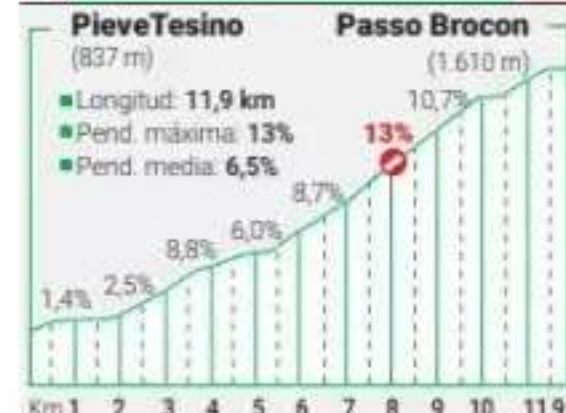 PieveTesino Passo Brocon
(837 m) (1.610 m)
Longitud: 11,9 km
Pend. máxima: 13%
Pend. media: 6,5%
1,4%
2,5%
8,8%
6,0%
8,7%
13%
10,7%
Km 1 2 3 4 5 6 7 8 9 10 11 11,9